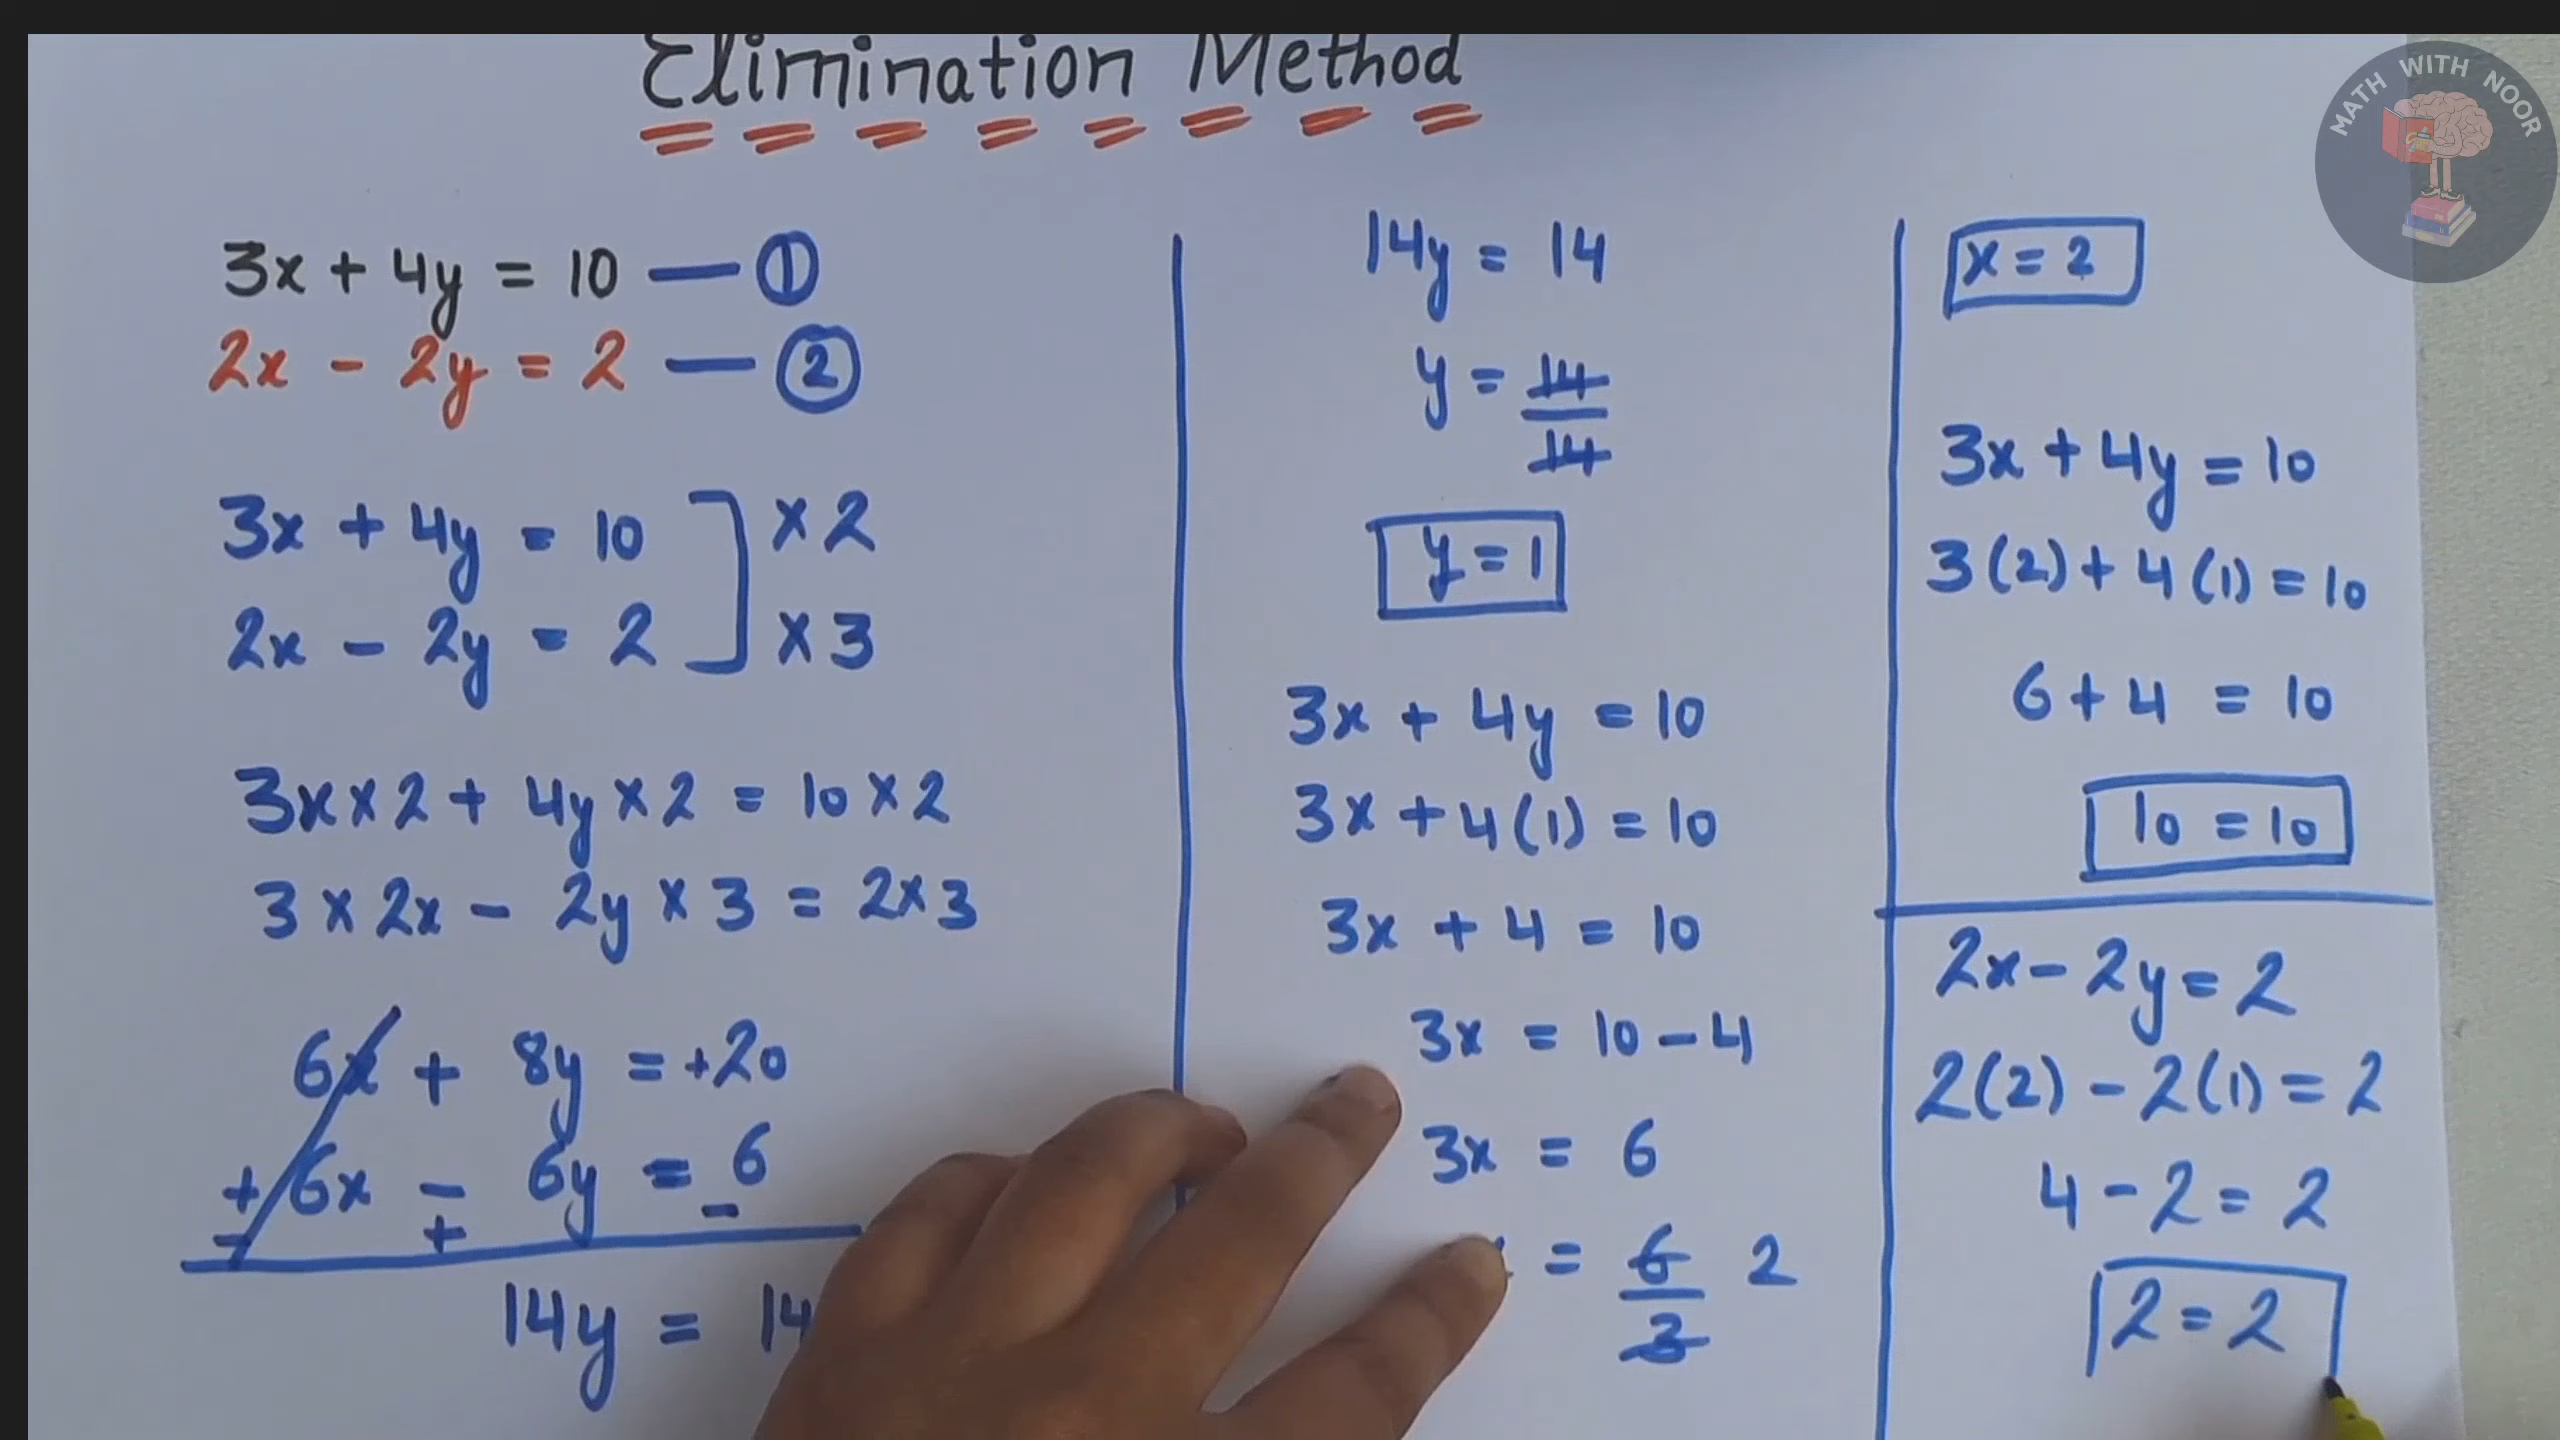 Elimination Method
MATH WITH NOOR
3x + 4y = 10 — ①
2x - 2y = 2 — ②
3x + 4y = 10 ] × 2
2x - 2y = 2 ] × 3
3x × 2 + 4y × 2 = 10 × 2
3 × 2x - 2y × 3 = 2 × 3
6x + 8y = +20
+ 6x - 6y = 6
- + -
14y = 14
14y = 14
y = 14/14
y = 1
3x + 4y = 10
3x + 4(1) = 10
3x + 4 = 10
3x = 10 - 4
3x = 6
= 6/3 2
x = 2
3x + 4y = 10
3(2) + 4(1) = 10
6 + 4 = 10
10 = 10
2x - 2y = 2
2(2) - 2(1) = 2
4 - 2 = 2
2 = 2